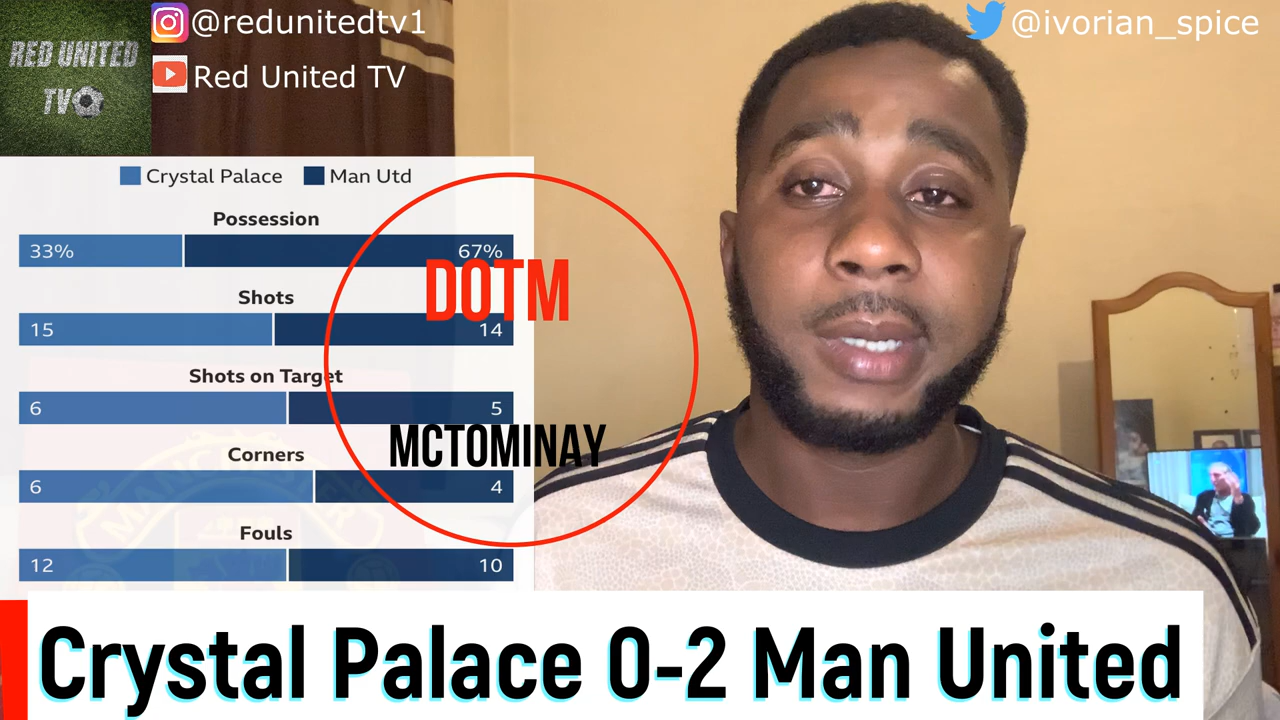 RED UNITED
TV
@redunitedtv1
Red United TV
@ivorian_spice
Crystal Palace Man Utd
Possession
33% 67%
DOTM
Shots
15 14
Shots on Target
6 5
MCTOMINAY
Corners
6 4
Fouls
12 10
Crystal Palace 0-2 Man United